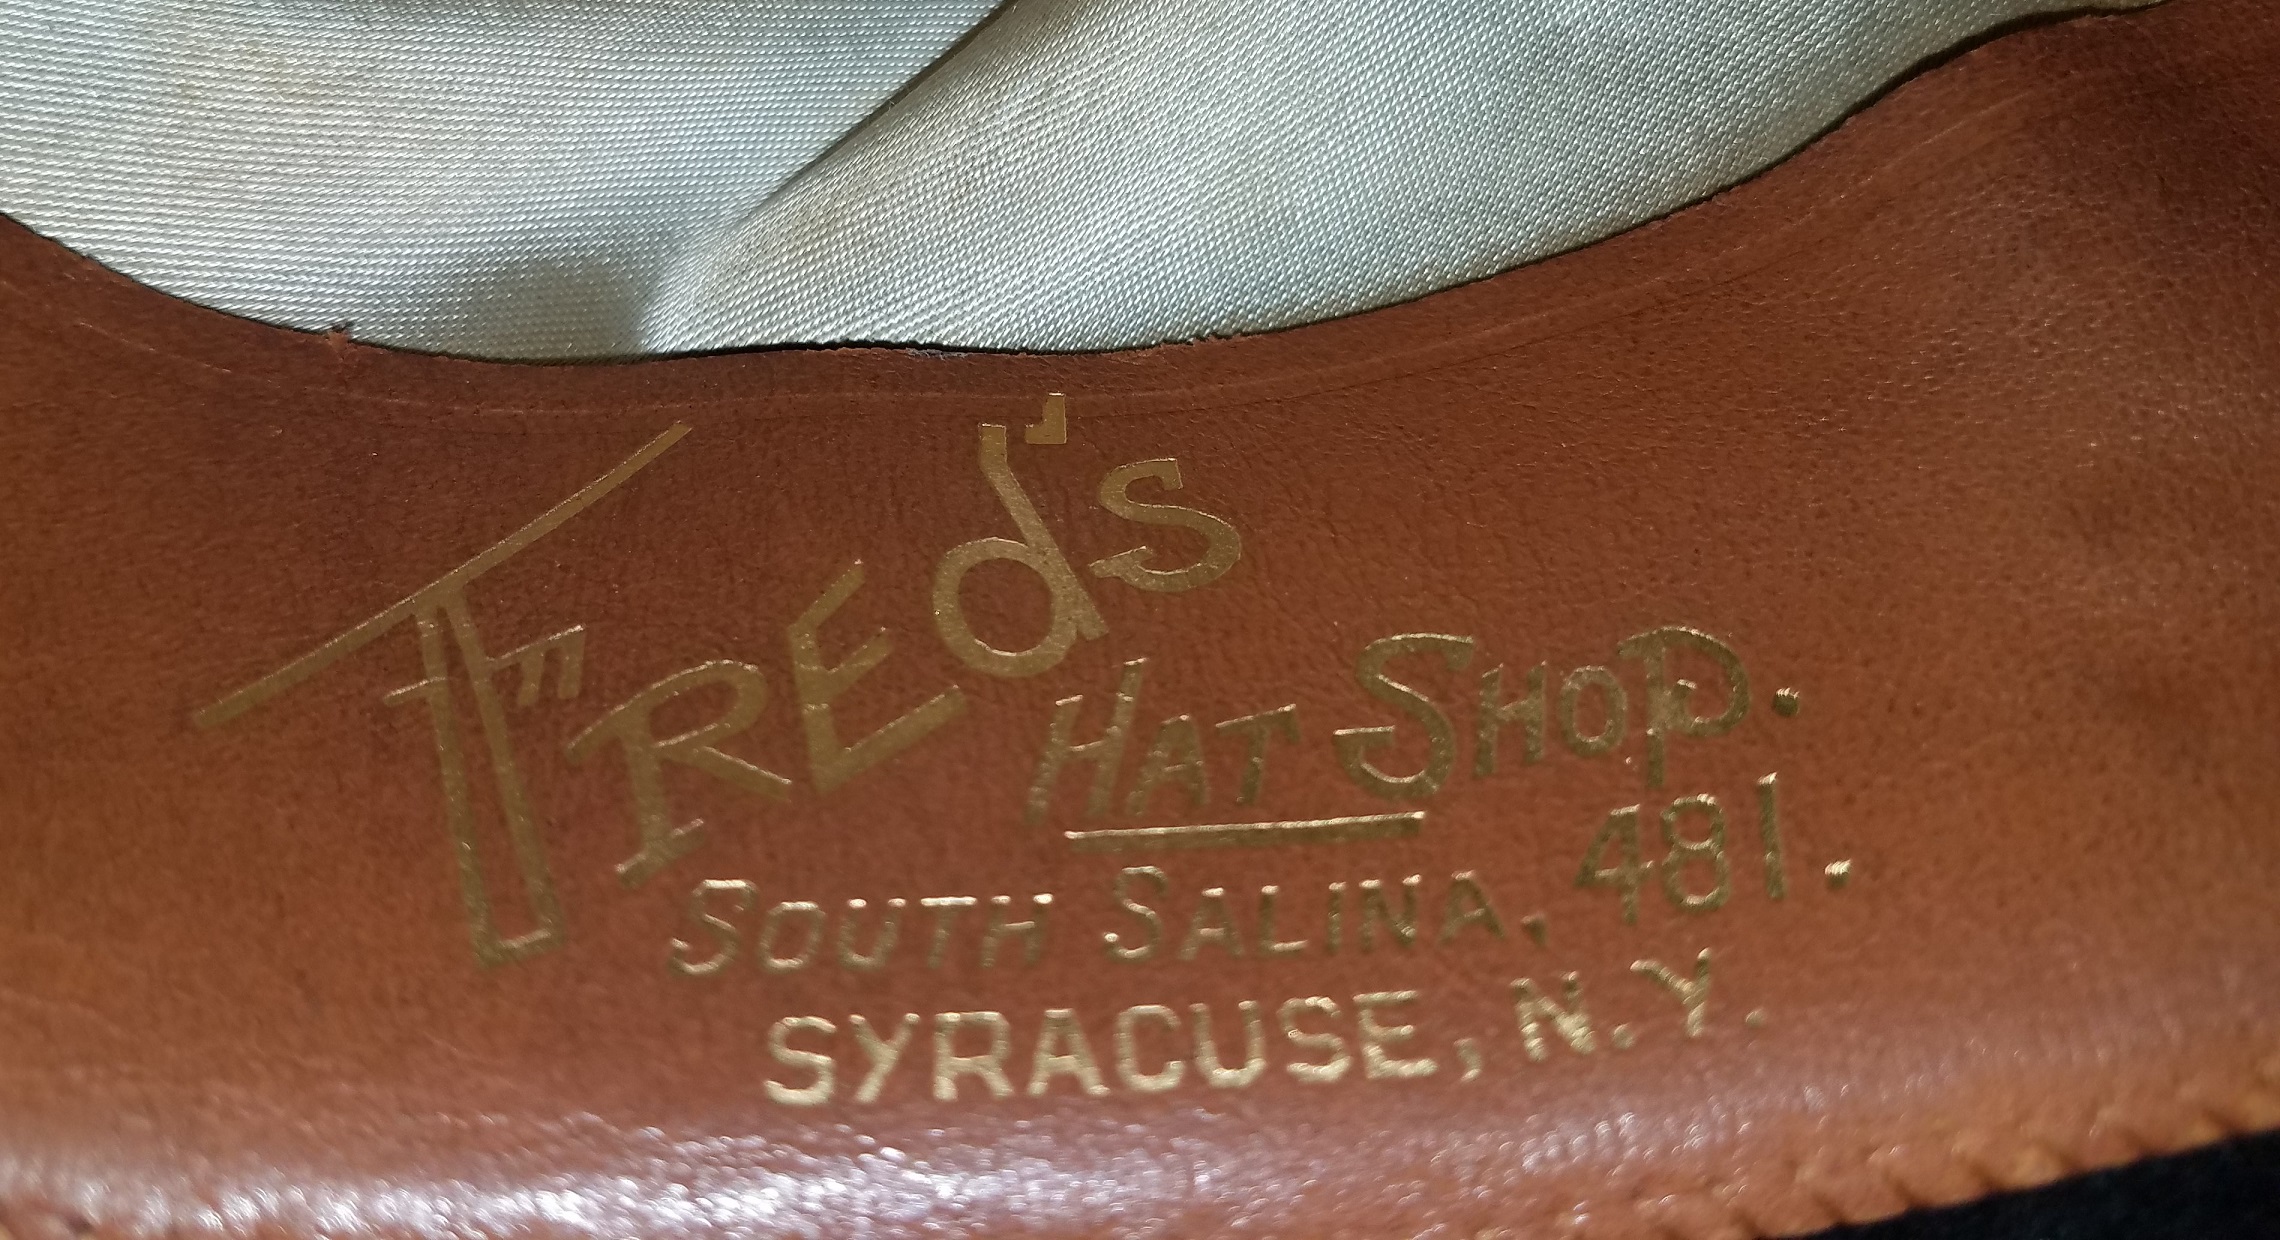 FREd's
HAT SHOP.
SOUTH SALINA, 481.
SYRACUSE, N.Y.